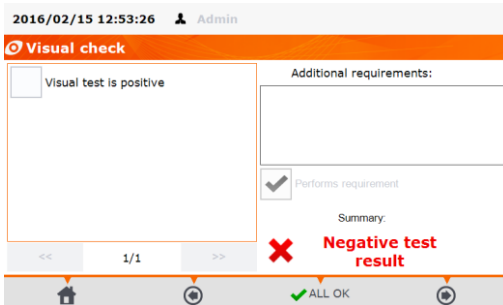 2016/02/15 12:53:26 Admin
Visual check
Visual test is positive
Additional requirements:
Performs requirement
Summary:
Negative test
result
<< 1/1 >>
ALL OK